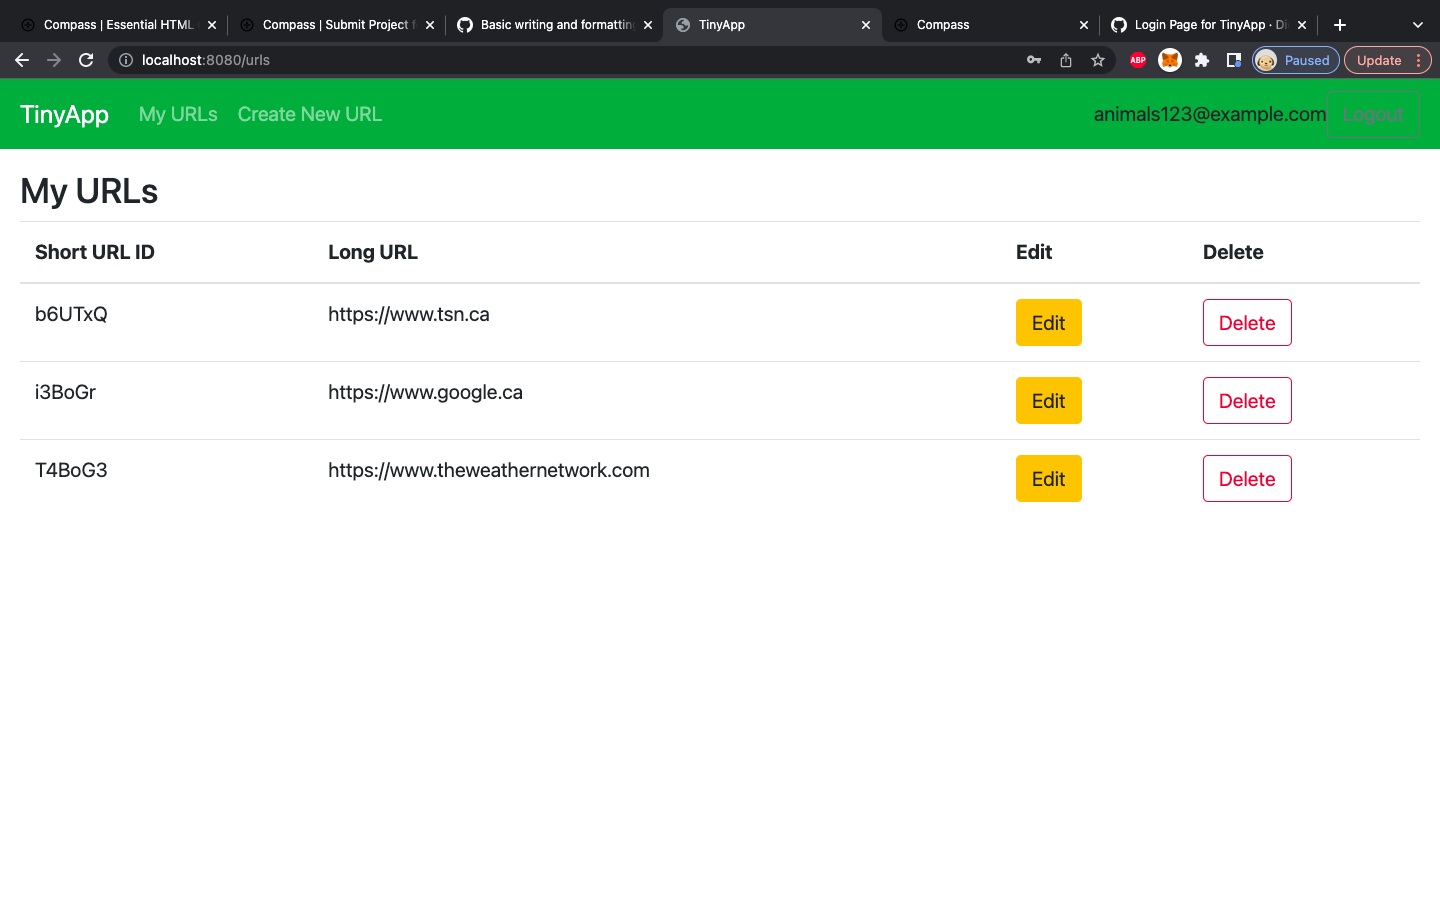 Compass | Essential HTML
Compass | Submit Project f
Basic writing and formatting
TinyApp
Compass
Login Page for TinyApp · Di
localhost:8080/urls
ABP
Paused
Update
TinyApp
My URLs
Create New URL
animals123@example.com
Logout
My URLs
Short URL ID Long URL Edit Delete
b6UTxQ https://www.tsn.ca Edit Delete
i3BoGr https://www.google.ca Edit Delete
T4BoG3 https://www.theweathernetwork.com Edit Delete